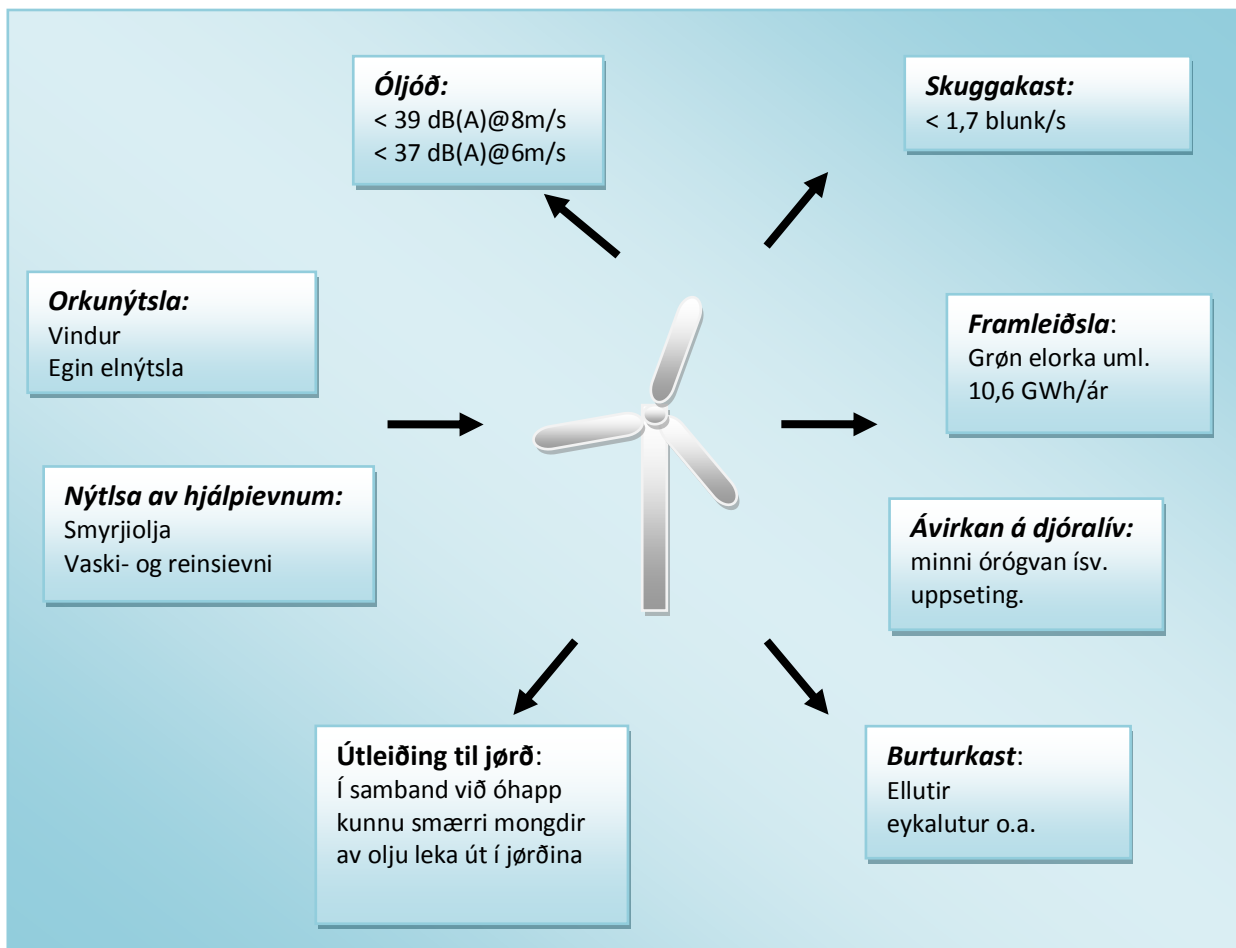 Óljóð:
< 39 dB(A)@8m/s
< 37 dB(A)@6m/s
Skuggakast:
< 1,7 blunk/s
Orkunýtsla:
Vindur
Egin elnýtsla
Framleiðsla:
Grøn elorka uml.
10,6 GWh/ár
Nýtlsa av hjálpievnum:
Smyrjiolja
Vaski- og reinsievni
Ávirkan á djóralív:
minni órógvan ísv.
uppseting.
Útleiðing til jørð:
Í samband við óhapp
kunnu smærri mongdir
av olju leka út í jørðina
Burturkast:
Ellutir
eykalutur o.a.